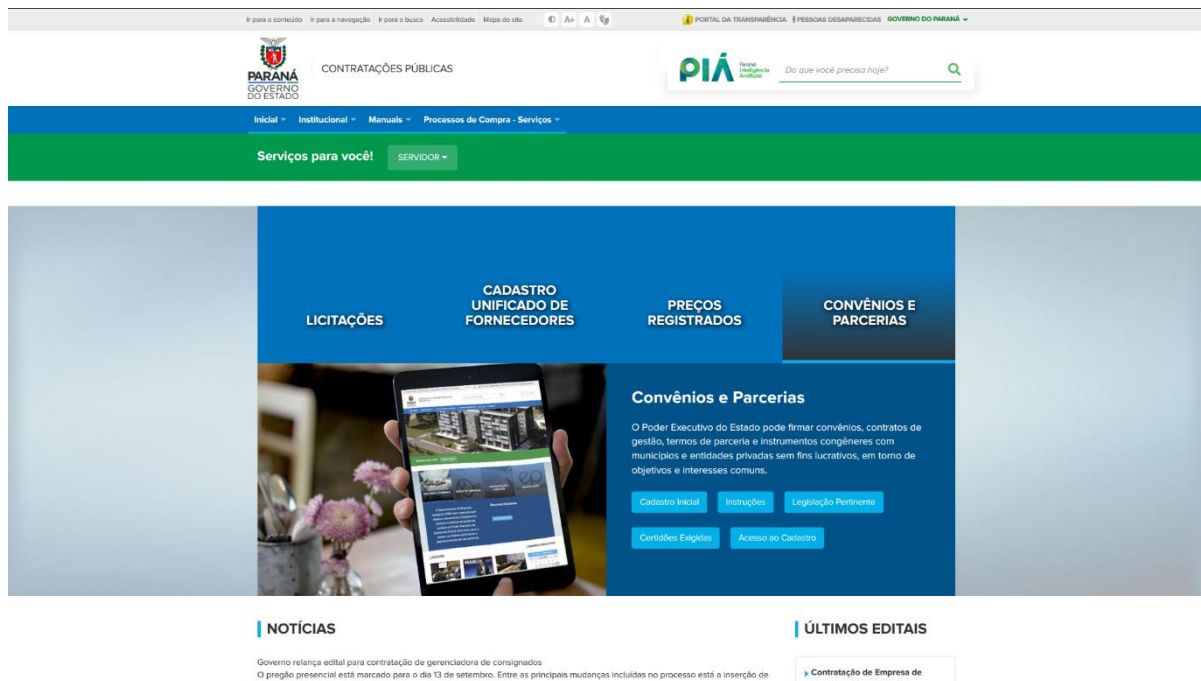 Ir para o conteúdo Ir para a navegação Ir para a busca Acessibilidade Mapa do site A+ A PORTAL DA TRANSPARÊNCIA PESSOAS DESAPARECIDAS GOVERNO DO PARANÁ
PARANÁ
GOVERNO
DO ESTADO
CONTRATAÇÕES PÚBLICAS
PIÁ
Paraná
Inteligência
Artificial
Do que você precisa hoje?
Inicial Institucional Manuais Processos de Compra - Serviços
Serviços para você! SERVIDOR
LICITAÇÕES
CADASTRO
UNIFICADO DE
FORNECEDORES
PREÇOS
REGISTRADOS
CONVÊNIOS E
PARCERIAS
Convênios e Parcerias
O Poder Executivo do Estado pode firmar convênios, contratos de
gestão, termos de parceria e instrumentos congêneres com
municípios e entidades privadas sem fins lucrativos, em torno de
objetivos e interesses comuns.
Cadastro Inicial Instruções Legislação Pertinente
Certidões Exigidas Acesso ao Cadastro
NOTÍCIAS
Governo relança edital para contratação de gerenciadora de consignados
O pregão presencial está marcado para o dia 13 de setembro. Entre as principais mudanças incluídas no processo está a inserção de
ÚLTIMOS EDITAIS
Contratação de Empresa de